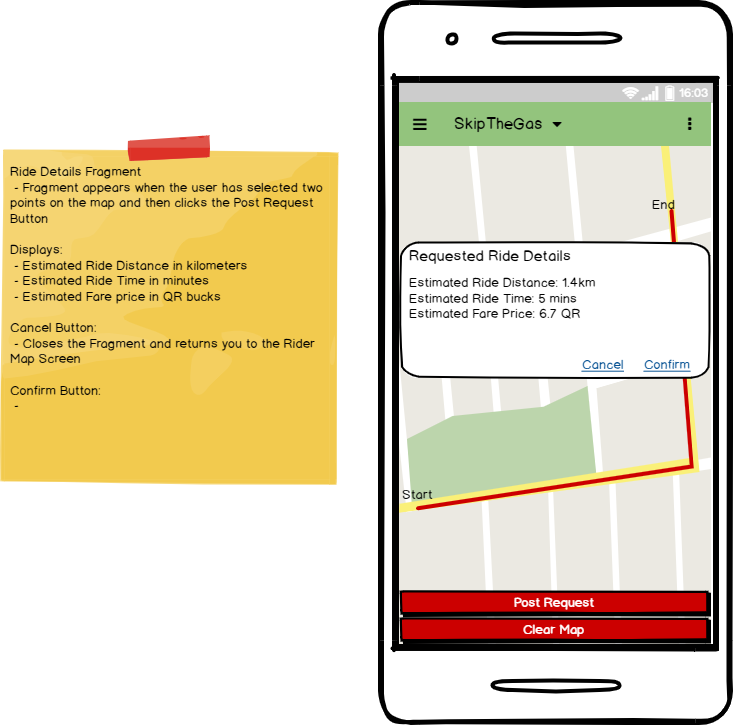 Ride Details Fragment
- Fragment appears when the user has selected two
points on the map and then clicks the Post Request
Button
Displays:
- Estimated Ride Distance in kilometers
- Estimated Ride Time in minutes
- Estimated Fare price in QR bucks
Cancel Button:
- Closes the Fragment and returns you to the Rider
Map Screen
Confirm Button:
-
16:03
SkipTheGas
End
Requested Ride Details
Estimated Ride Distance: 1.4km
Estimated Ride Time: 5 mins
Estimated Fare Price: 6.7 QR
Cancel Confirm
Start
Post Request
Clear Map